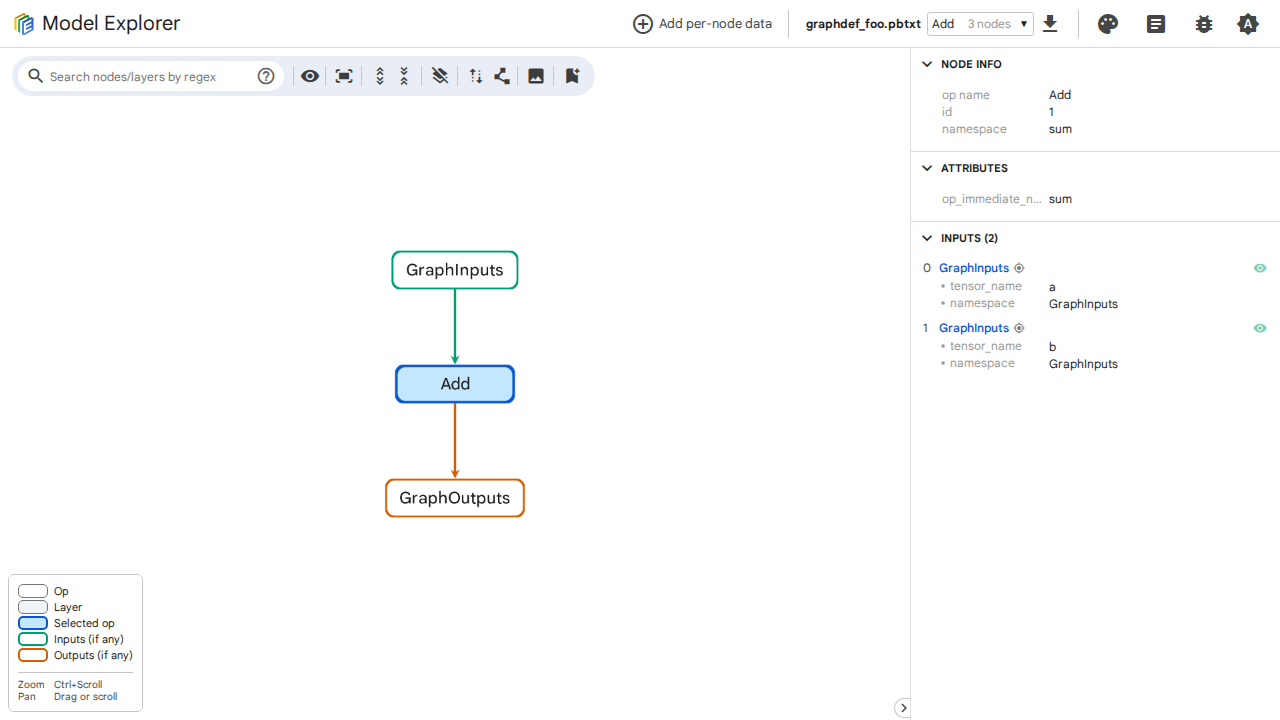 Model Explorer
Add per-node data
graphdef_foo.pbtxt
Add 3 nodes
A
Search nodes/layers by regex
NODE INFO
op name Add
id 1
namespace sum
ATTRIBUTES
op_immediate_n... sum
INPUTS (2)
0 GraphInputs
• tensor_name a
• namespace GraphInputs
1 GraphInputs
• tensor_name b
• namespace GraphInputs
GraphInputs
Add
GraphOutputs
Op
Layer
Selected op
Inputs (if any)
Outputs (if any)
Zoom Ctrl+Scroll
Pan Drag or scroll